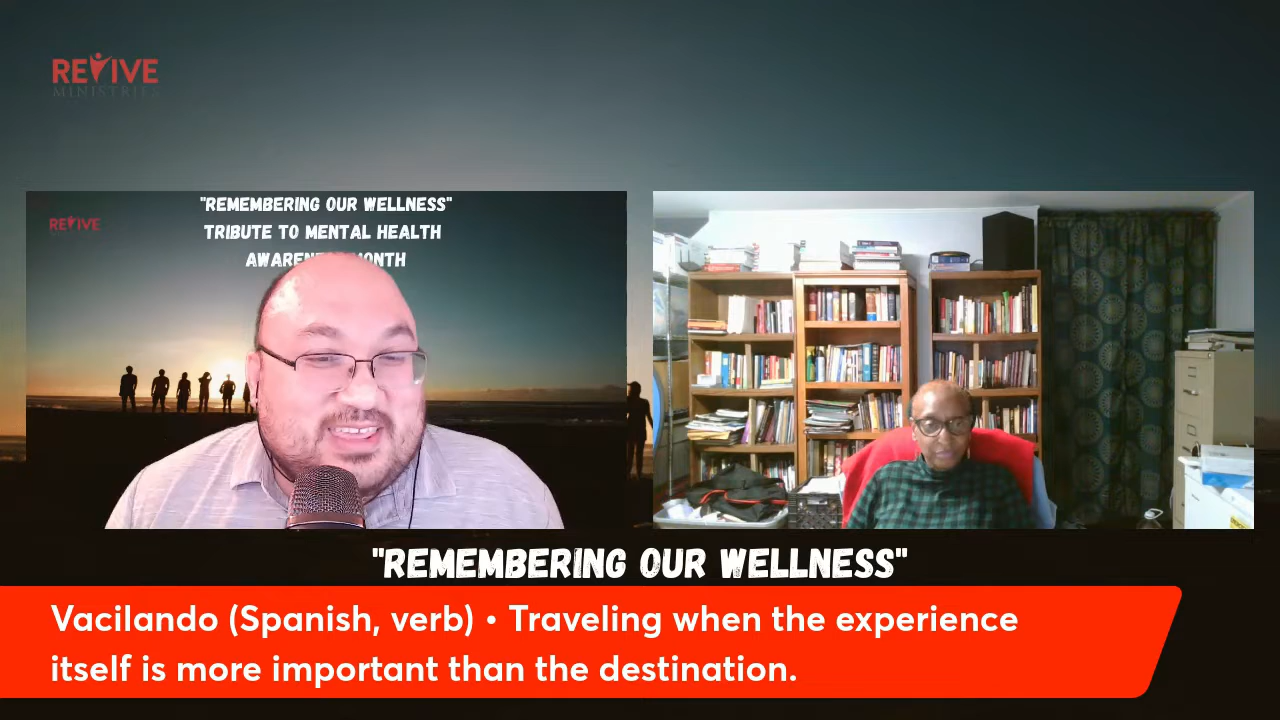 REVIVE
MINISTRIES
"REMEMBERING OUR WELLNESS"
TRIBUTE TO MENTAL HEALTH
REVIVE
"REMEMBERING OUR WELLNESS"
Vacilando (Spanish, verb) • Traveling when the experience
itself is more important than the destination.